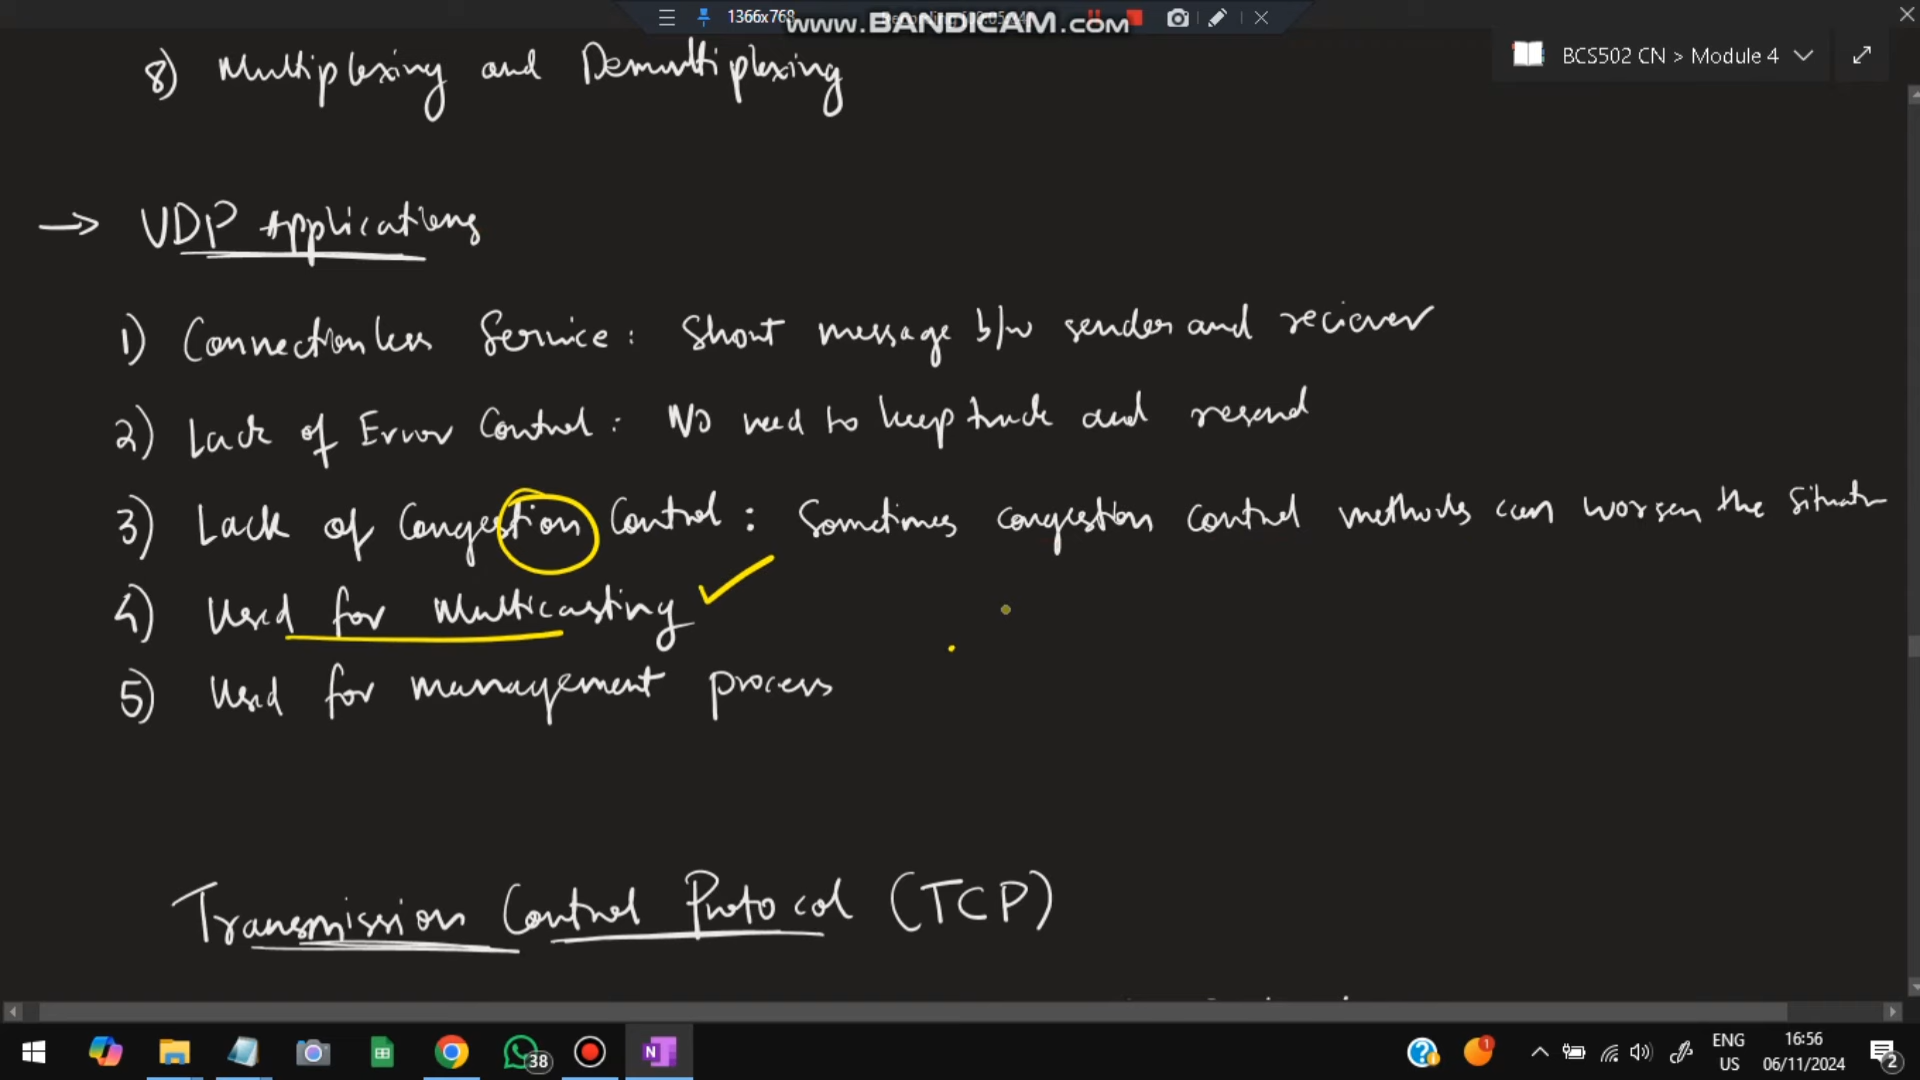 1366x768
www.BANDICAM.com
BCS502 CN > Module 4
8) Multiplexing and Demultiplexing
→ UDP Applications
1) Connectionless Service : Short message b/w sender and reciever
2) Lack of Error Control : No need to keep track and resend
3) Lack of Congestion Control : Sometimes congestion control methods can worsen the situatn
4) Used for Multicasting ✓
5) Used for management process
Transmission Control Protocol (TCP)
38
1
ENG
US
16:56
06/11/2024
2